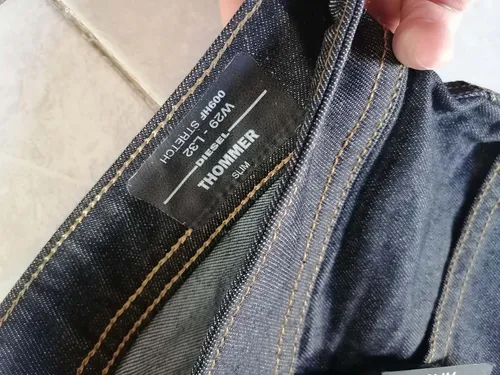 THOMMER
SLIM
DIESEL
W29 - L32
009HF STRETCH